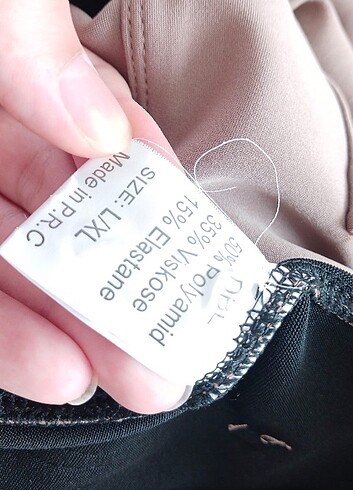 50% Polyamid
35% Viskose
15% Elastane
SIZE: L/XL
Made in P.R.C